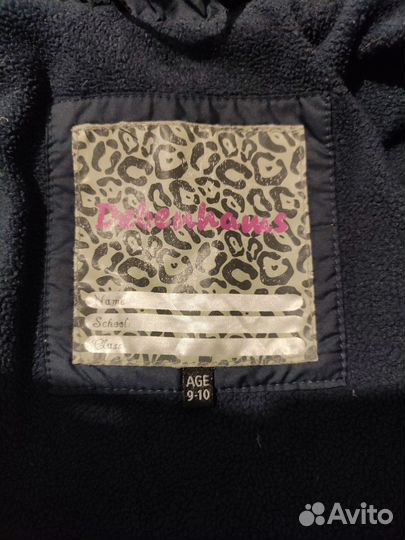 Debenhams
Name
School
Class
AGE
9-10
Avito